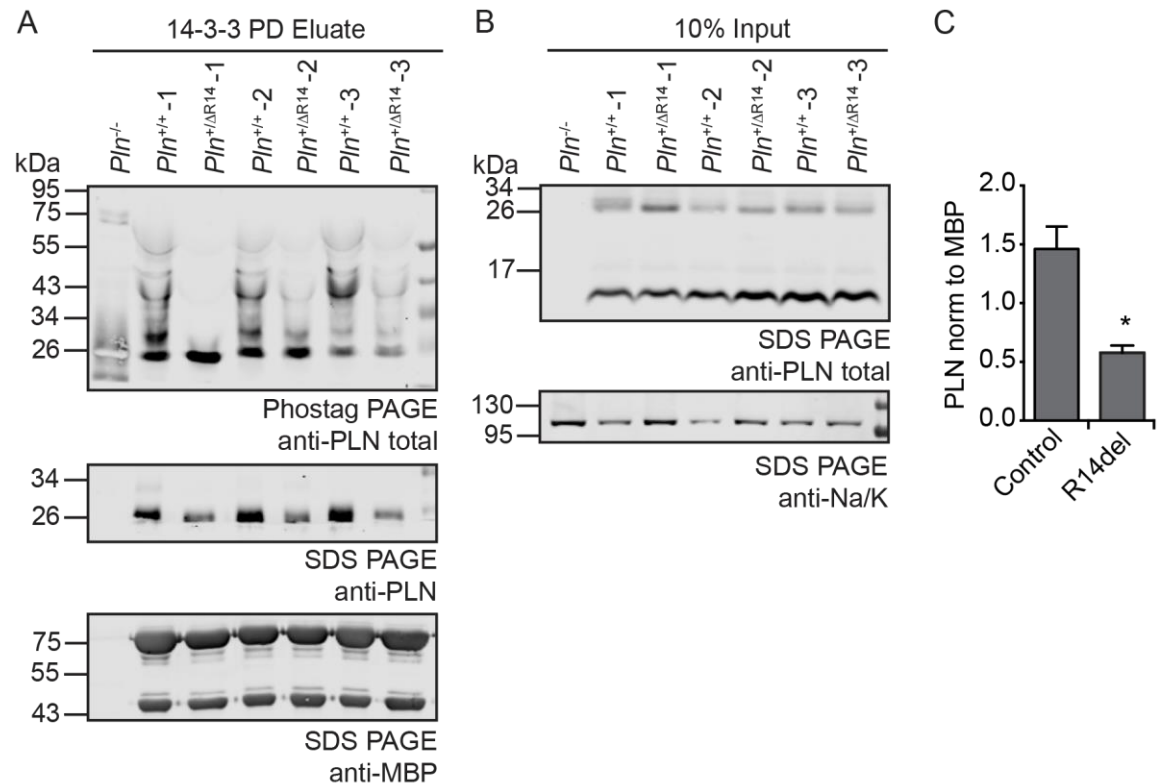 A
14-3-3 PD Eluate
Pln-/-
Pln+/+-1
Pln+/ΔR14-1
Pln+/+-2
Pln+/ΔR14-2
Pln+/+-3
Pln+/ΔR14-3
kDa
95
75
55
43
34
26
Phostag PAGE
anti-PLN total
34
26
SDS PAGE
anti-PLN
75
55
43
SDS PAGE
anti-MBP
B
10% Input
Pln-/-
Pln+/+-1
Pln+/ΔR14-1
Pln+/+-2
Pln+/ΔR14-2
Pln+/+-3
Pln+/ΔR14-3
kDa
34
26
17
SDS PAGE
anti-PLN total
130
95
SDS PAGE
anti-Na/K
C
PLN norm to MBP
2.0
1.5
1.0
0.5
0.0
*
Control
R14del